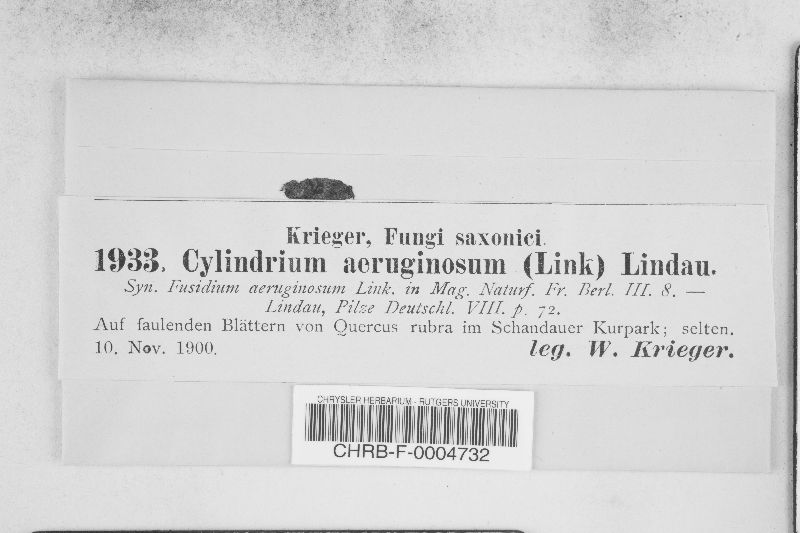 Krieger, Fungi saxonici.
1933. Cylindrium aeruginosum (Link) Lindau.
Syn. Fusidium aeruginosum Link. in Mag. Naturf. Fr. Berl. III. 8. —
Lindau, Pilze Deutschl. VIII. p. 72.
Auf faulenden Blättern von Quercus rubra im Schandauer Kurpark; selten.
10. Nov. 1900. leg. W. Krieger.
CHRYSLER HERBARIUM - RUTGERS UNIVERSITY
CHRB-F-0004732